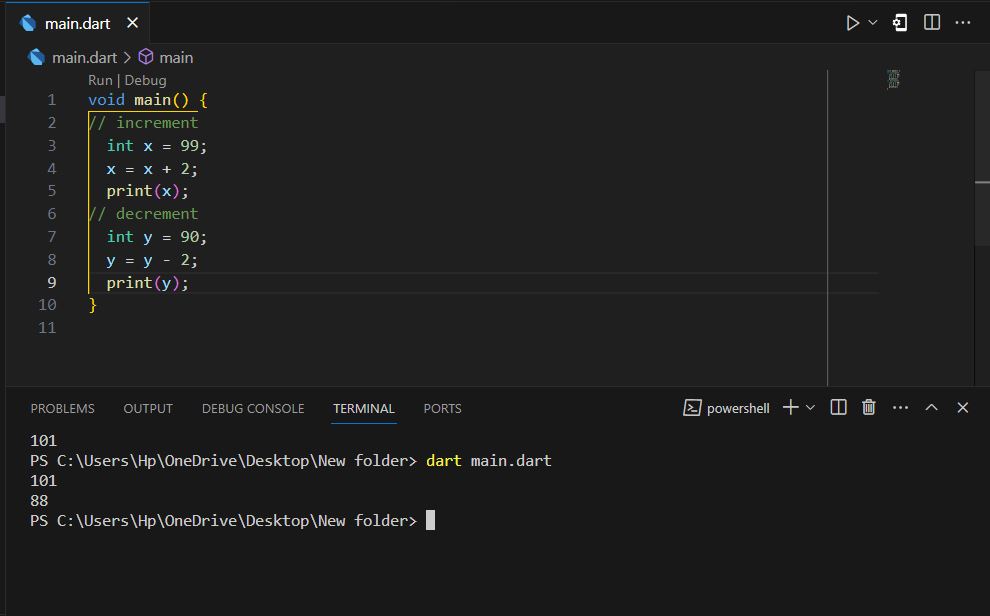 main.dart
main.dart > main
Run | Debug
1 void main() {
2 // increment
3   int x = 99;
4   x = x + 2;
5   print(x);
6 // decrement
7   int y = 90;
8   y = y - 2;
9   print(y);
10 }
11
PROBLEMS OUTPUT DEBUG CONSOLE TERMINAL PORTS powershell
101
PS C:\Users\Hp\OneDrive\Desktop\New folder> dart main.dart
101
88
PS C:\Users\Hp\OneDrive\Desktop\New folder>